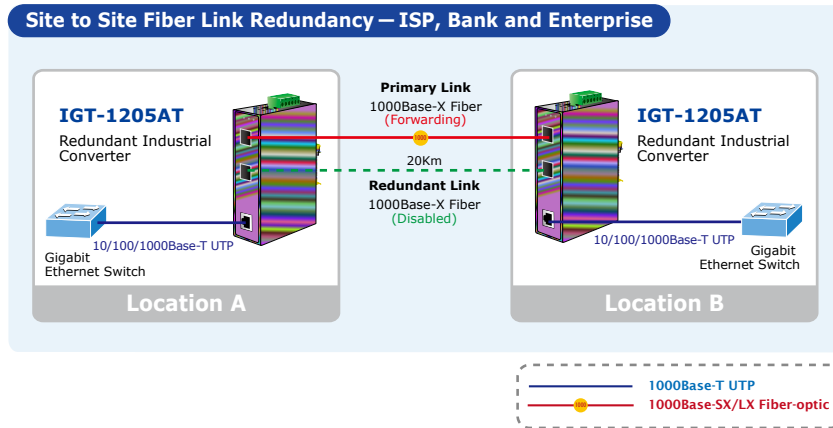 Site to Site Fiber Link Redundancy — ISP, Bank and Enterprise
IGT-1205AT
Redundant Industrial
Converter
Primary Link
1000Base-X Fiber
(Forwarding)
1000
20Km
Redundant Link
1000Base-X Fiber
(Disabled)
IGT-1205AT
Redundant Industrial
Converter
10/100/1000Base-T UTP
Gigabit
Ethernet Switch
10/100/1000Base-T UTP
Gigabit
Ethernet Switch
Location A
Location B
1000Base-T UTP
1000
1000Base-SX/LX Fiber-optic